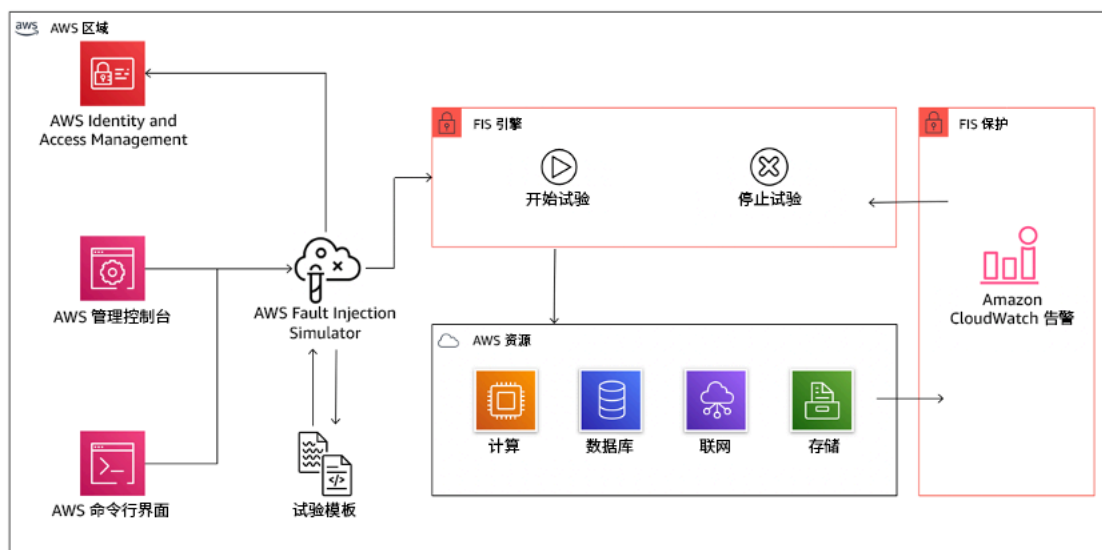 aws AWS 区域
AWS Identity and
Access Management
FIS 引擎
FIS 保护
开始试验
停止试验
AWS 管理控制台
AWS Fault Injection
Simulator
Amazon
CloudWatch 告警
AWS 资源
计算
数据库
联网
存储
AWS 命令行界面
试验模板